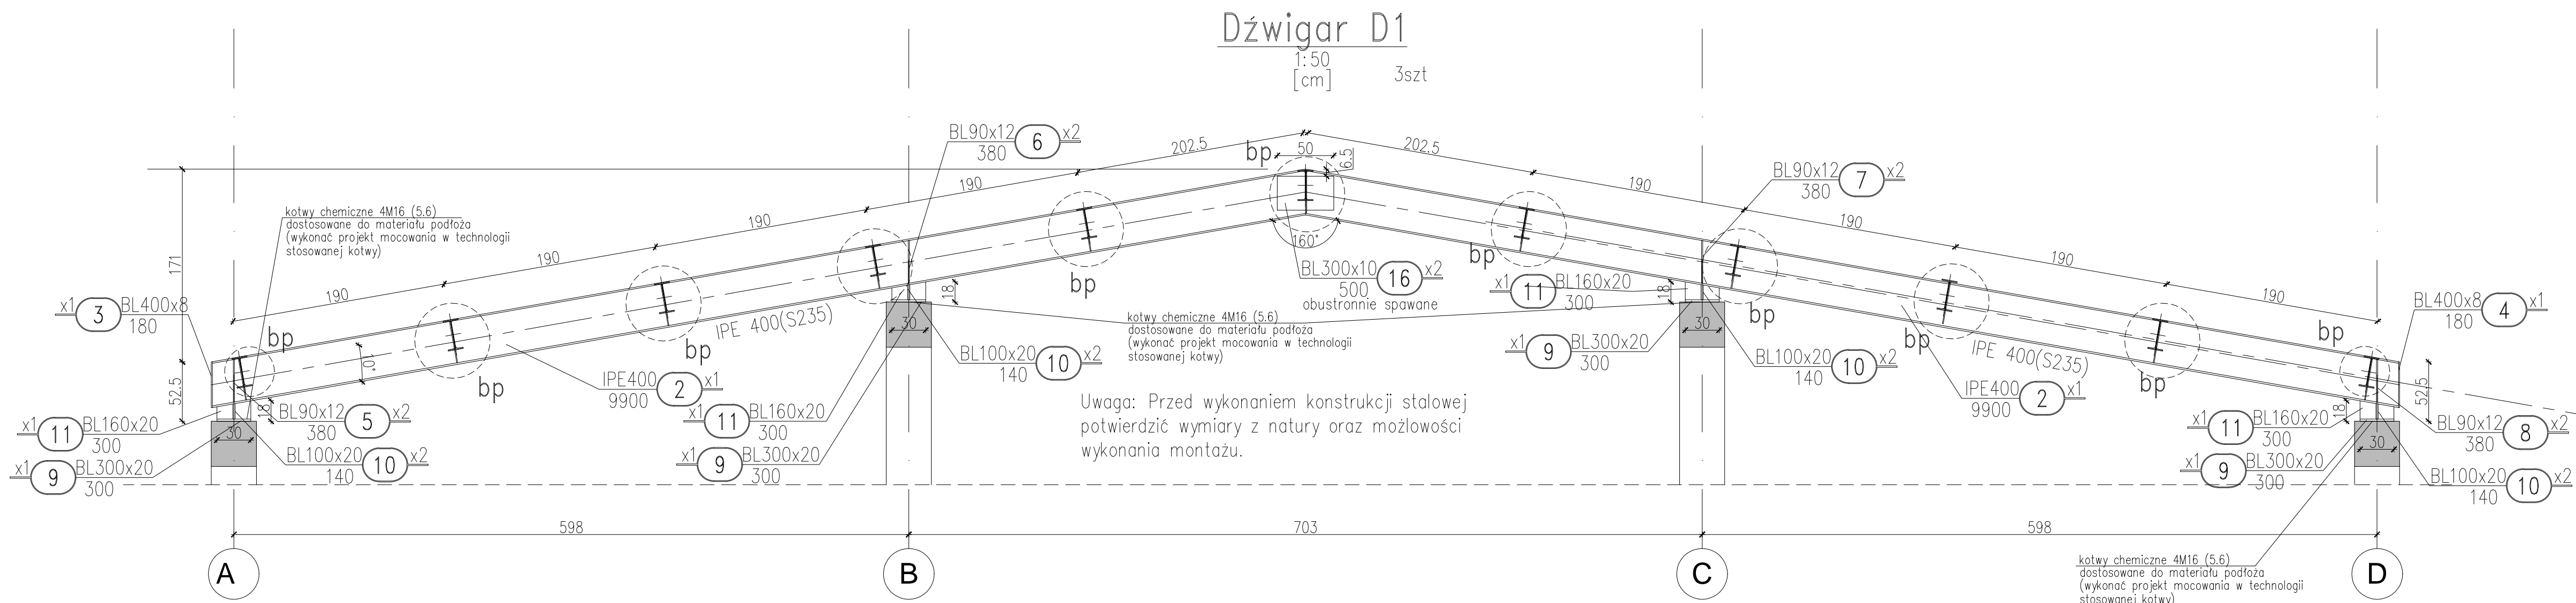 Dźwigar D1
1:50
[cm]
3szt
BL90x12 6 x2
380
202.5
bp
50
6.5
202.5
BL90x12 7 x2
380
190
190
190
190
kotwy chemiczne 4M16 (5.6)
dostosowane do materiału podłoża
(wykonać projekt mocowania w technologii
stosowanej kotwy)
190
190
190
190
171
160°
bp
bp
BL300x10 16 x2
500
obustronnie spawane
x1 11 BL160x20
300
18
18
x1 3 BL400x8
180
BL400x8 4 x1
180
bp
bp
bp
bp
bp
bp
bp
IPE 400(S235)
IPE 400(S235)
kotwy chemiczne 4M16 (5.6)
dostosowane do materiału podłoża
(wykonać projekt mocowania w technologii
stosowanej kotwy)
30
30
x1 9 BL300x20
300
BL100x20 10 x2
140
BL100x20 10 x2
140
10°
52.5
52.5
IPE400 2 x1
9900
IPE400 2 x1
9900
Uwaga: Przed wykonaniem konstrukcji stalowej
potwierdzić wymiary z natury oraz możlowości
wykonania montażu.
18
BL90x12 5 x2
380
x1 11 BL160x20
300
18
x1 11 BL160x20
300
BL90x12 8 x2
380
x1 11 BL160x20
300
30
30
BL100x20 10 x2
140
x1 9 BL300x20
300
x1 9 BL300x20
300
x1 9 BL300x20
300
BL100x20 10 x2
140
598
703
598
A
B
C
D
kotwy chemiczne 4M16 (5.6)
dostosowane do materiału podłoża
(wykonać projekt mocowania w technologii
stosowanej kotwy)